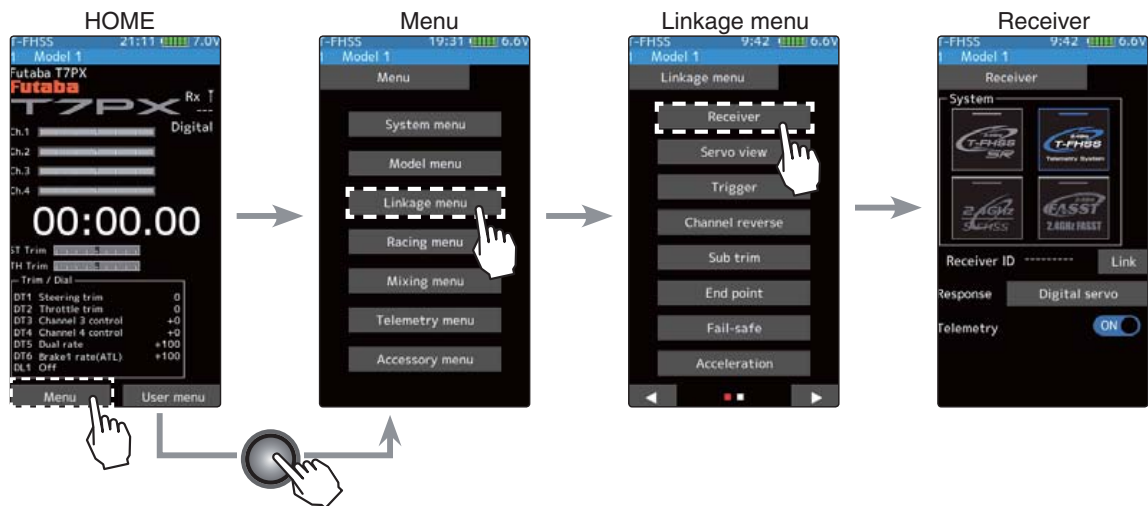 HOME
T-FHSS 21:11 7.0V
1 Model 1
Futaba T7PX
Futaba
T7PX
Rx
---
Digital
Ch.1
Ch.2
Ch.3
Ch.4
00:00.00
ST Trim
TH Trim
Trim / Dial
DT1 Steering trim 0
DT2 Throttle trim 0
DT3 Channel 3 control +0
DT4 Channel 4 control +0
DT5 Dual rate +100
DT6 Brake1 rate(ATL) +100
DL1 Off
Menu User menu
Menu
T-FHSS 19:31 6.6V
1 Model 1
Menu
System menu
Model menu
Linkage menu
Racing menu
Mixing menu
Telemetry menu
Accessory menu
Linkage menu
T-FHSS 9:42 6.6V
1 Model 1
Linkage menu
Receiver
Servo view
Trigger
Channel reverse
Sub trim
End point
Fail-safe
Acceleration
Receiver
T-FHSS 9:42 6.6V
1 Model 1
Receiver
System
T-FHSS
SR
T-FHSS
Telemetry System
2.4GHz
S-FHSS
FASST
2.4GHz FASST
Receiver ID --------- Link
Response Digital servo
Telemetry ON